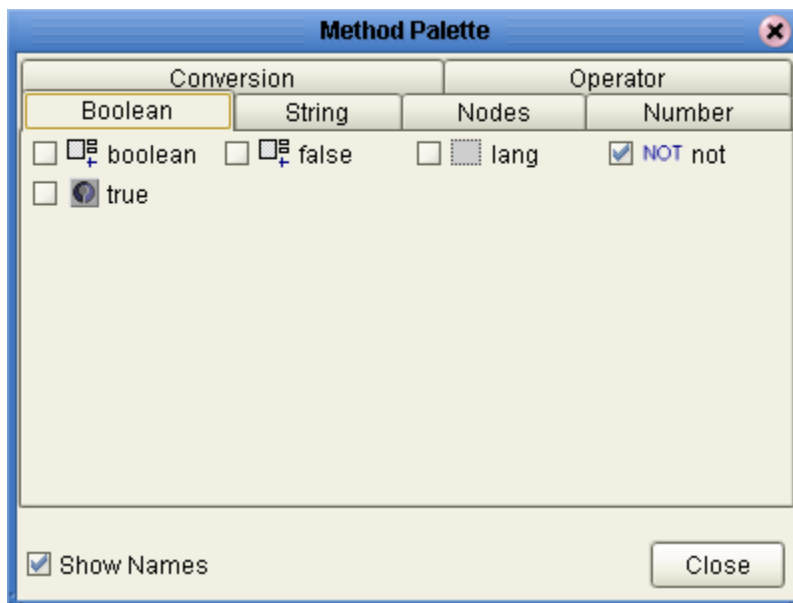 Method Palette
Conversion Operator
Boolean String Nodes Number
boolean false lang NOT not
true
Show Names Close